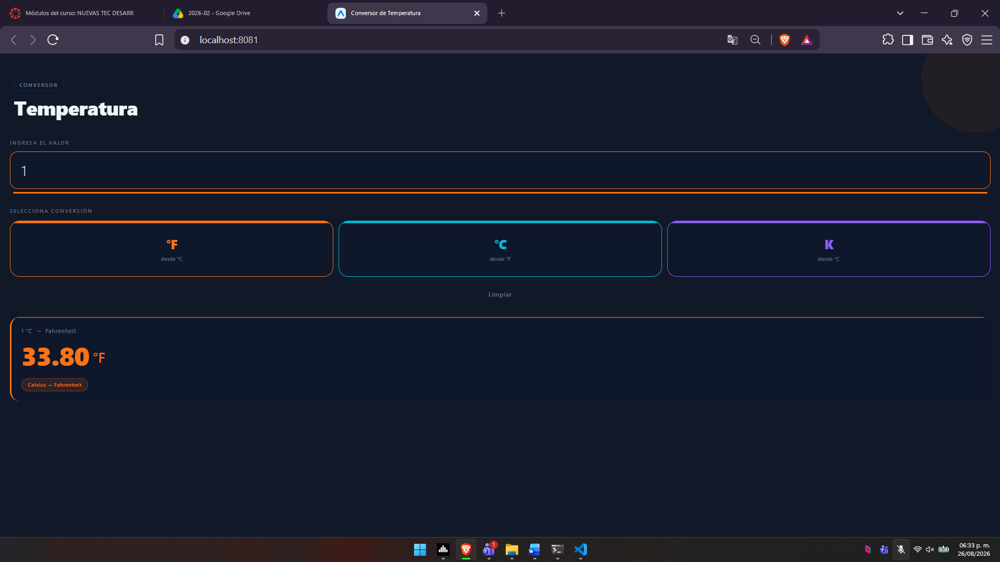 Módulos del curso: NUEVAS TEC DESARR
2026-02 - Google Drive
Conversor de Temperatura
localhost:8081
CONVERSOR
Temperatura
INGRESA EL VALOR
1
SELECCIONA CONVERSIÓN
°F
desde °C
°C
desde °F
K
desde °C
Limpiar
1 °C → Fahrenheit
33.80 °F
Celsius → Fahrenheit
1
06:33 p. m.
26/08/2026